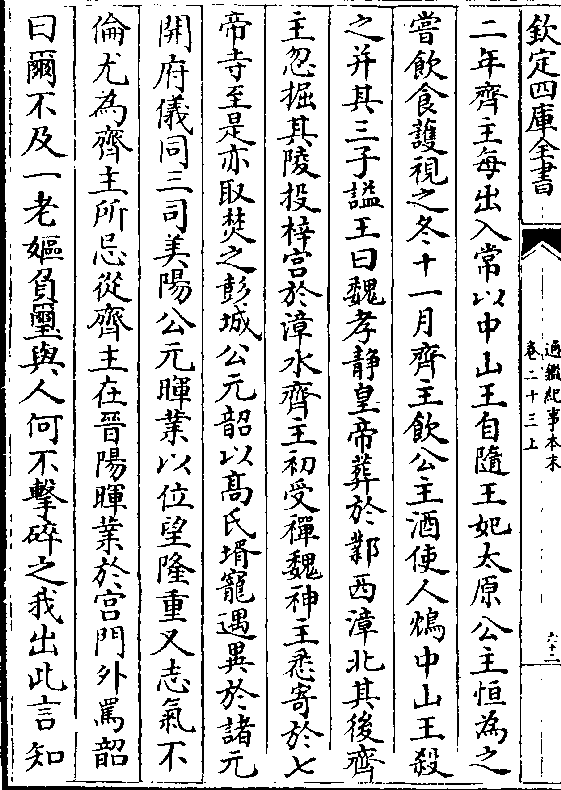 欽定四庫全書
通鑑紀事本末
卷二十三上
六十二
二年齊主每出入常以中山王自隨王妃太原公主恒為之
嘗飲食護視之冬十一月齊主飲公主酒使人鴆中山王殺
之并其三子諡王曰魏孝静皇帝葬於鄴西漳北其後齊
主忽掘其陵投梓宫於漳水齊主初受禪魏神主悉寄於七
帝寺至是亦取焚之彭城公元韶以髙氏壻寵遇異於諸元
開府儀同三司美陽公元暉業以位望隆重又志氣不
倫尤為齊主所忌從齊主在晉陽暉業於宫門外罵韶
曰爾不及一老嫗負璽與人何不擊碎之我出此言知